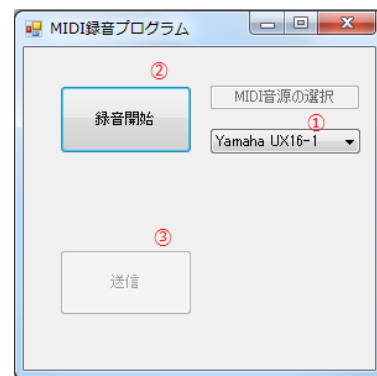 MIDI録音プログラム
②
録音開始
MIDI音源の選択
①
Yamaha UX16-1
③
送信